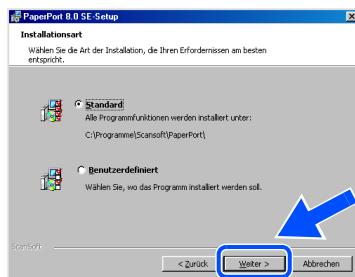 PaperPort 8.0 SE-Setup
Installationsart
Wählen Sie die Art der Installation, die Ihren Erfordernissen am besten
entspricht.
Standard
Alle Programmfunktionen werden installiert unter:
C:\Programme\Scansoft\PaperPort\
Benutzerdefiniert
Wählen Sie, wo das Programm installiert werden soll.
ScanSoft
< Zurück Weiter > Abbrechen